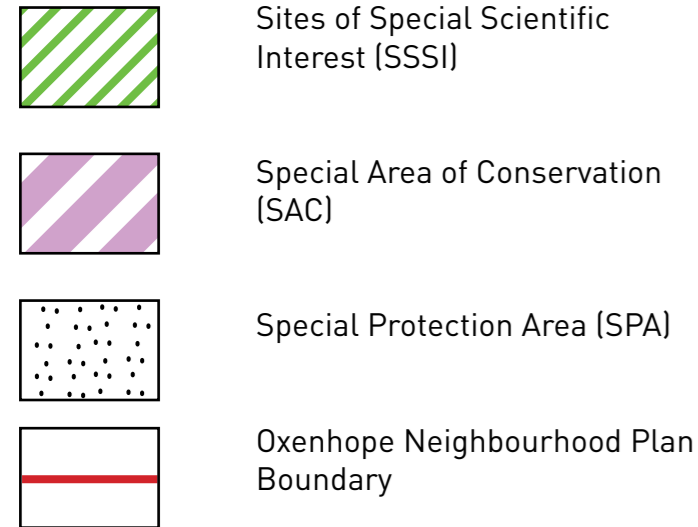 Sites of Special Scientific
Interest (SSSI)
Special Area of Conservation
(SAC)
Special Protection Area (SPA)
Oxenhope Neighbourhood Plan
Boundary